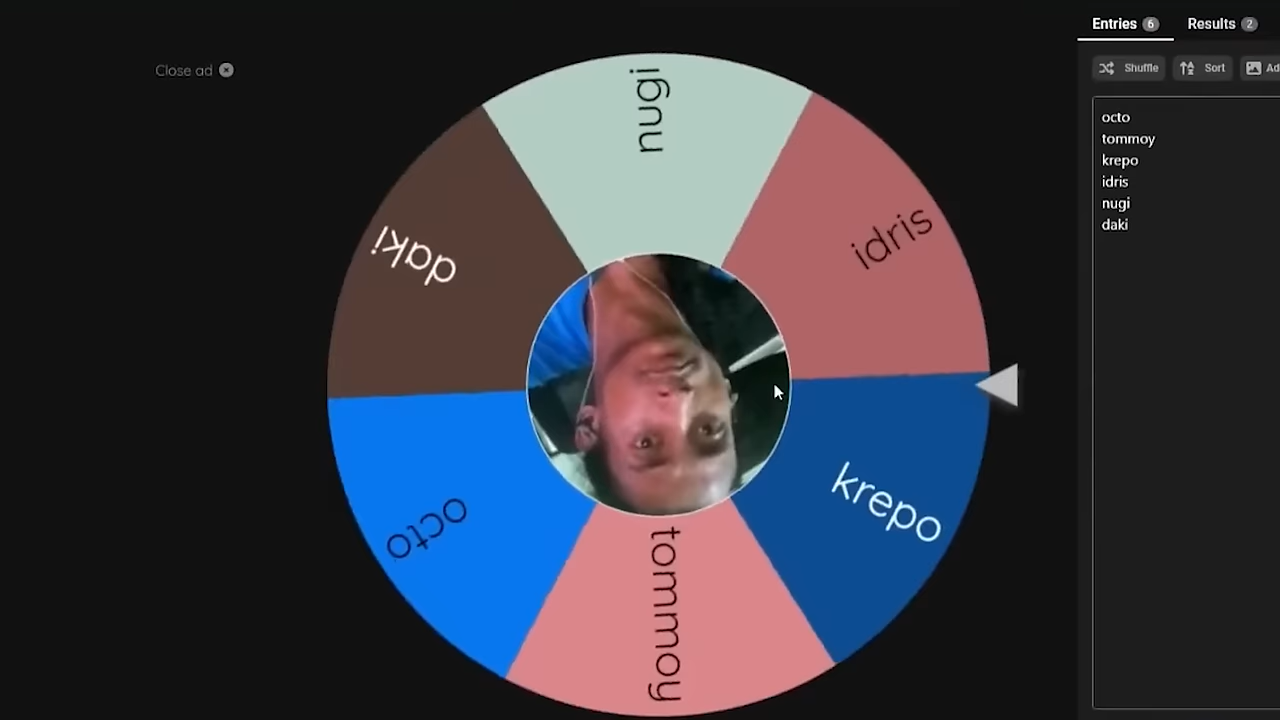 Entries 6 Results 2
Close ad
Shuffle Sort
octo
tommoy
krepo
idris
nugi
daki
nugi
idris
daki
krepo
octo
tommoy